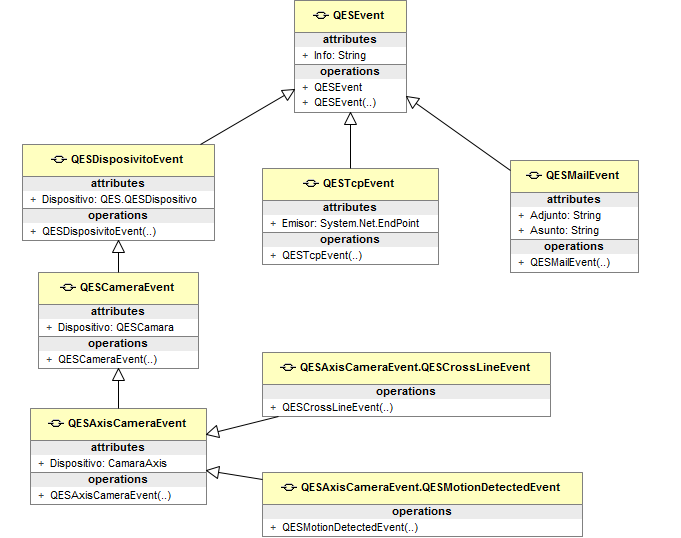 QESEvent
attributes
+ Info: String
operations
+ QESEvent
+ QESEvent(..)
QESDisposivitoEvent
attributes
+ Dispositivo: QES.QESDispositivo
operations
+ QESDisposivitoEvent(..)
QESTcpEvent
attributes
+ Emisor: System.Net.EndPoint
operations
+ QESTcpEvent(..)
QESMailEvent
attributes
+ Adjunto: String
+ Asunto: String
operations
+ QESMailEvent(..)
QESCameraEvent
attributes
+ Dispositivo: QESCamara
operations
+ QESCameraEvent(..)
QESAxisCameraEvent.QESCrossLineEvent
operations
+ QESCrossLineEvent(..)
QESAxisCameraEvent
attributes
+ Dispositivo: CamaraAxis
operations
+ QESAxisCameraEvent(..)
QESAxisCameraEvent.QESMotionDetectedEvent
operations
+ QESMotionDetectedEvent(..)